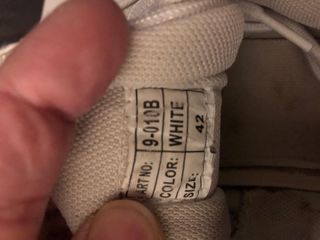 ART NO: 9-010B
COLOR: WHITE
SIZE: 42